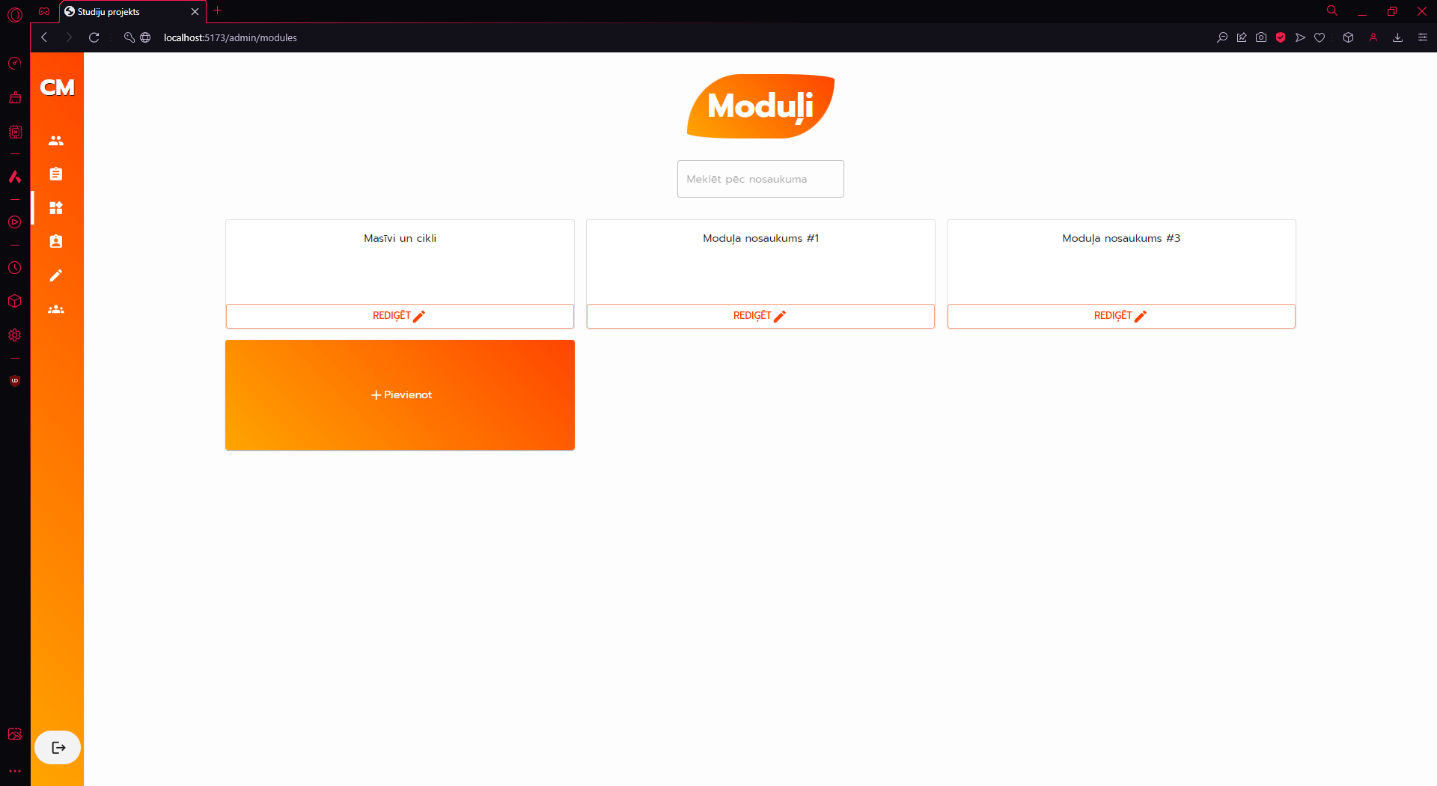 Studiju projekts
localhost:5173/admin/modules
CM
Moduļi
Meklēt pēc nosaukuma
Masīvi un cikli
Moduļa nosaukums #1
Moduļa nosaukums #3
REDIĢĒT
REDIĢĒT
REDIĢĒT
+ Pievienot